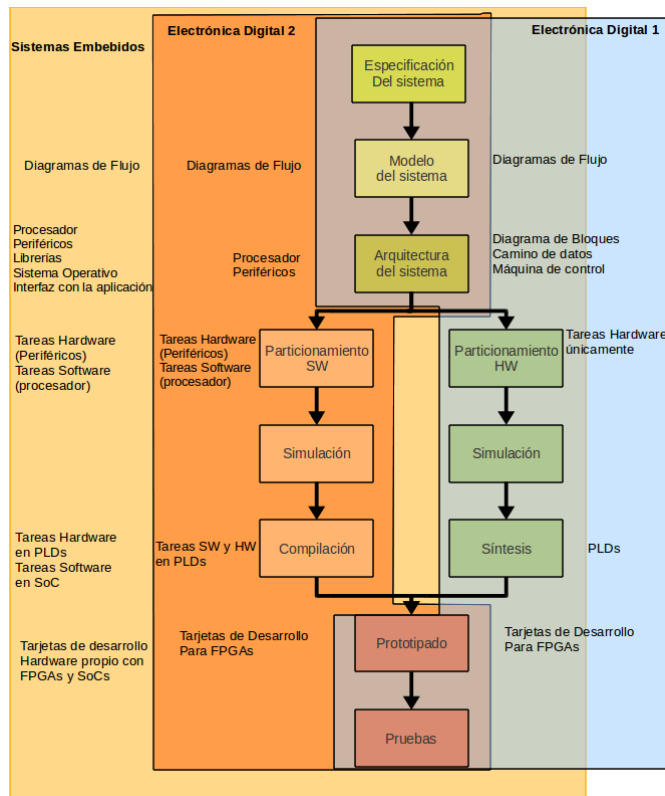 Sistemas Embebidos
Electrónica Digital 2
Electrónica Digital 1
Especificación
Del sistema
Diagramas de Flujo
Diagramas de Flujo
Modelo
del sistema
Diagramas de Flujo
Procesador
Periféricos
Librerías
Sistema Operativo
Interfaz con la aplicación
Procesador
Periféricos
Arquitectura
del sistema
Diagrama de Bloques
Camino de datos
Máquina de control
Tareas Hardware
(Periféricos)
Tareas Software
(procesador)
Tareas Hardware
(Periféricos)
Tareas Software
(procesador)
Particionamiento
SW
Particionamiento
HW
Tareas Hardware
únicamente
Simulación
Simulación
Tareas Hardware
en PLDs
Tareas Software
en SoC
Tareas SW y HW
en PLDs
Compilación
Síntesis
PLDs
Tarjetas de desarrollo
Hardware propio con
FPGAs y SoCs
Tarjetas de Desarrollo
Para FPGAs
Prototipado
Tarjetas de Desarrollo
Para FPGAs
Pruebas